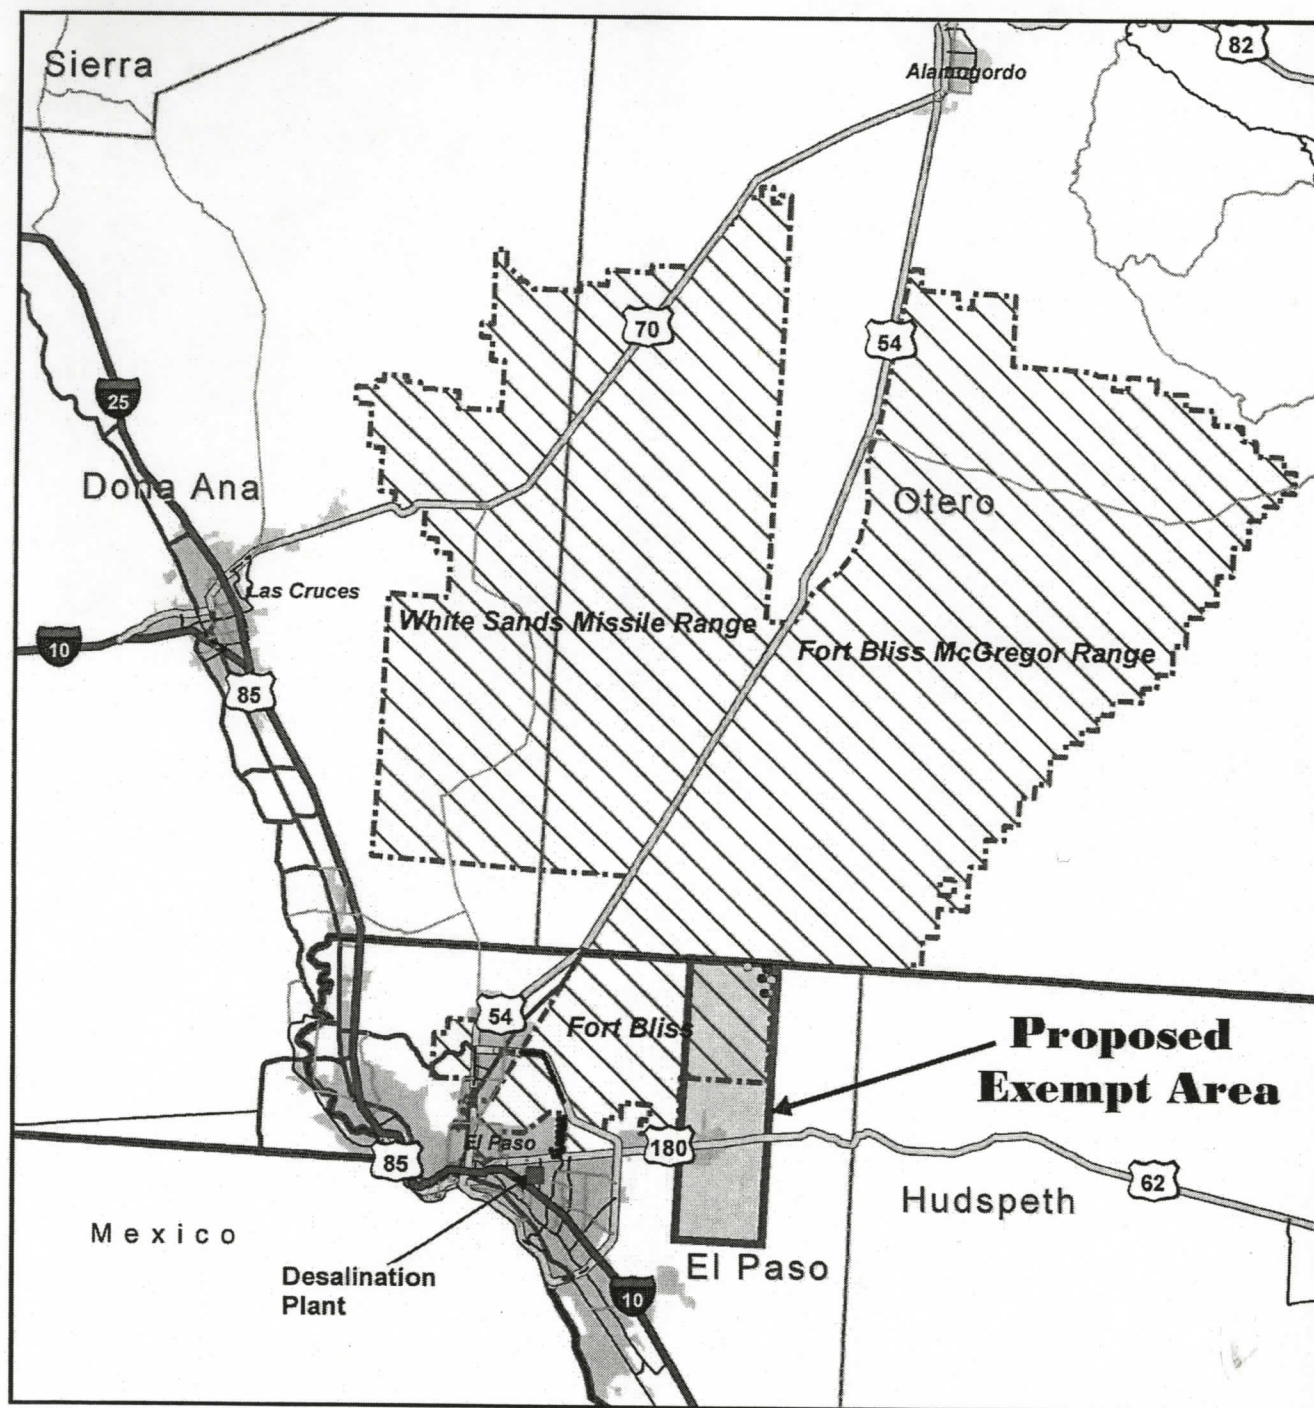 Sierra
82
Alamogordo
70
54
25
Dona Ana
Otero
Las Cruces
White Sands Missile Range
10
Fort Bliss McGregor Range
85
54
Fort Bliss
Proposed
Exempt Area
El Paso
180
85
62
Hudspeth
Mexico
El Paso
Desalination
Plant
10